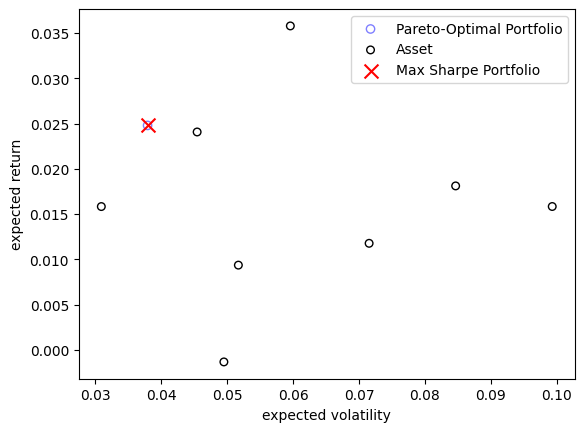 Pareto-Optimal Portfolio
Asset
Max Sharpe Portfolio
expected return
0.035
0.030
0.025
0.020
0.015
0.010
0.005
0.000
0.03 0.04 0.05 0.06 0.07 0.08 0.09 0.10
expected volatility